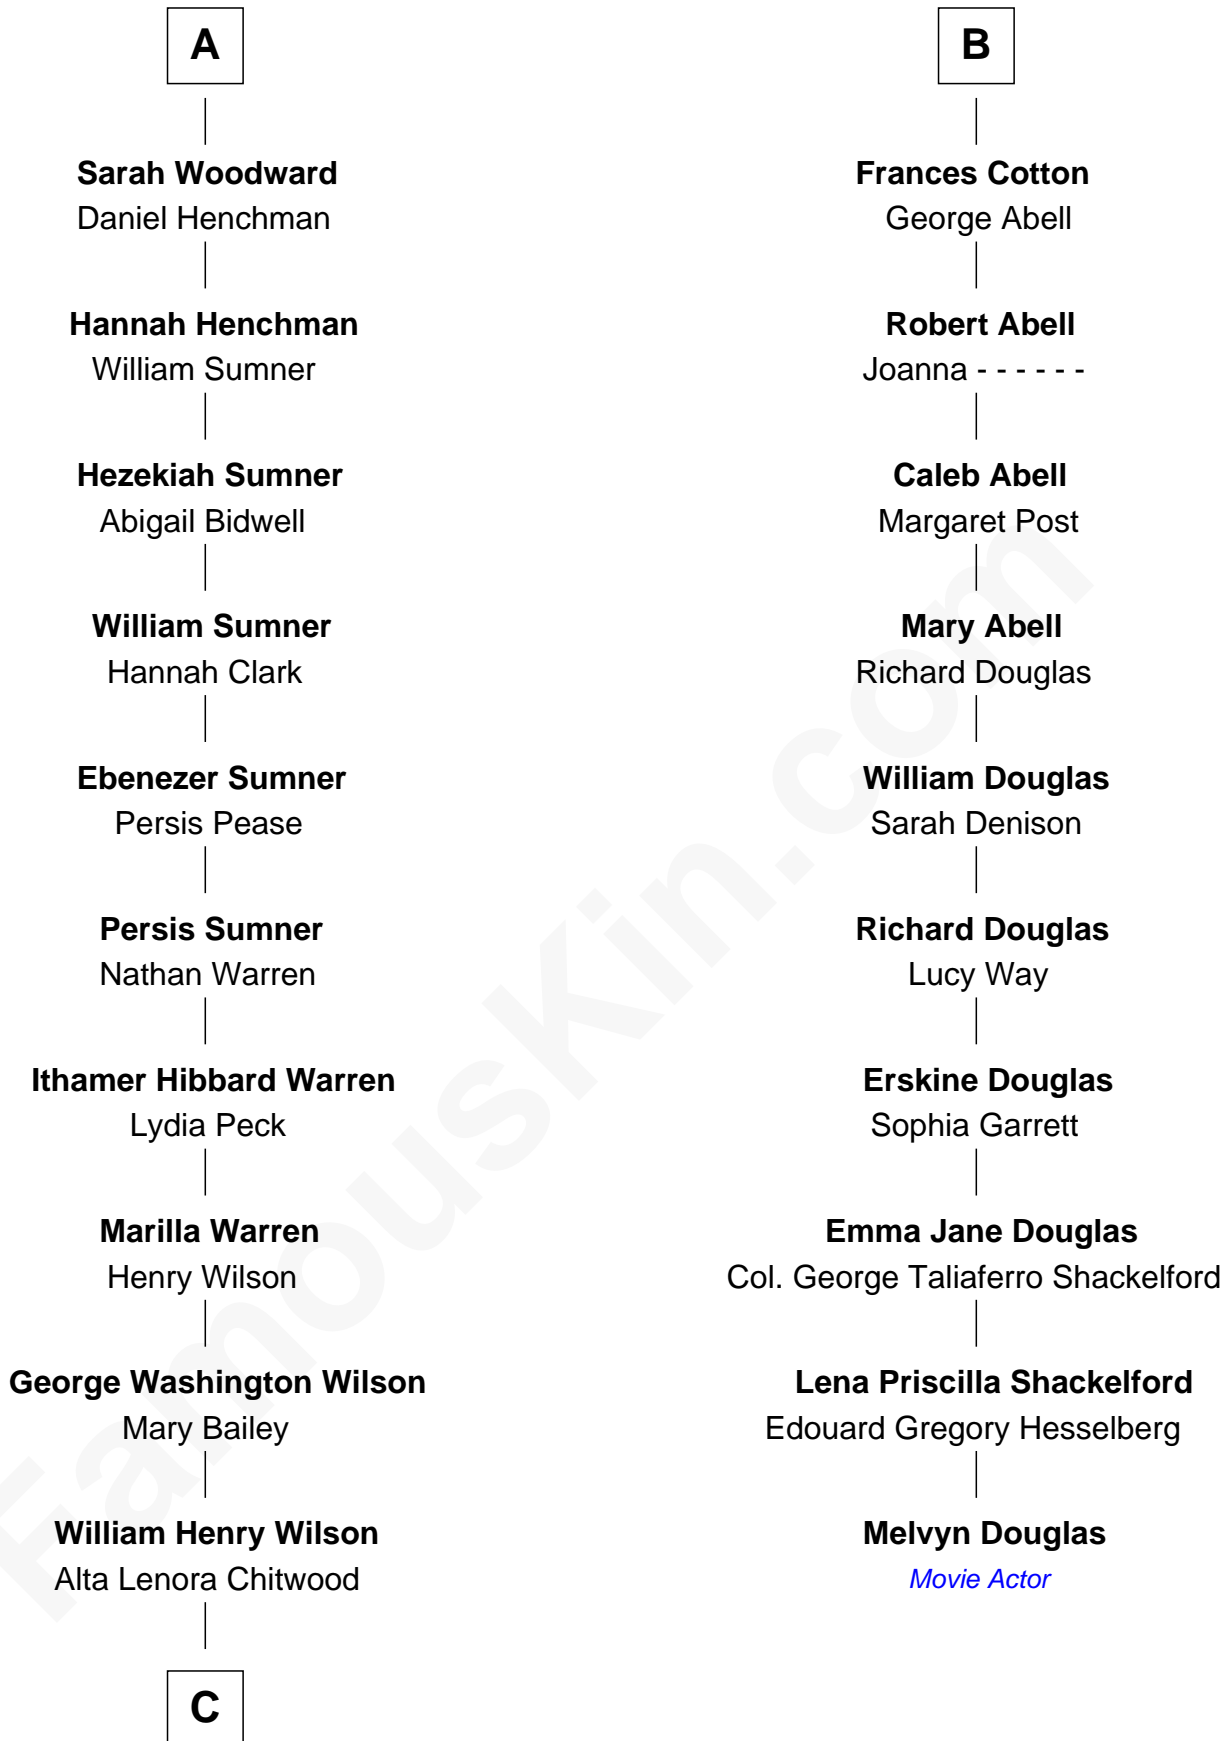 A
Sarah Woodward
Daniel Henchman
Hannah Henchman
William Sumner
Hezekiah Sumner
Abigail Bidwell
William Sumner
Hannah Clark
Ebenezer Sumner
Persis Pease
Persis Sumner
Nathan Warren
Ithamer Hibbard Warren
Lydia Peck
Marilla Warren
Henry Wilson
George Washington Wilson
Mary Bailey
William Henry Wilson
Alta Lenora Chitwood
C
B
Frances Cotton
George Abell
Robert Abell
Joanna - - - - - -
Caleb Abell
Margaret Post
Mary Abell
Richard Douglas
William Douglas
Sarah Denison
Richard Douglas
Lucy Way
Erskine Douglas
Sophia Garrett
Emma Jane Douglas
Col. George Taliaferro Shackelford
Lena Priscilla Shackelford
Edouard Gregory Hesselberg
Melvyn Douglas
Movie Actor
FamousKin.com